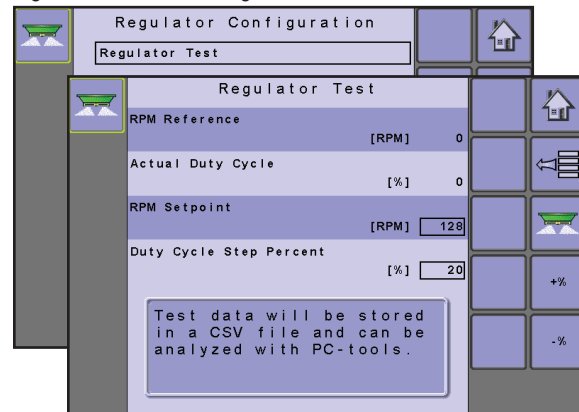 Regulator Configuration
Regulator Test
Regulator Test
RPM Reference
[RPM] 0
Actual Duty Cycle
[%] 0
RPM Setpoint
[RPM] 128
Duty Cycle Step Percent
[%] 20
+%
Test data will be stored
in a CSV file and can be
analyzed with PC-tools.
-%